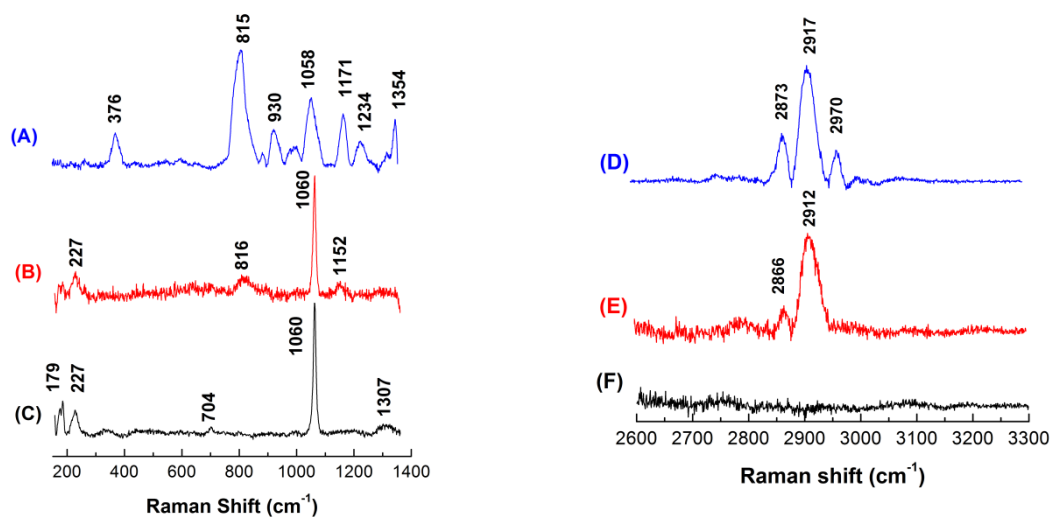 815
1058
1354
1171
1234
376
930
(A)
1060
227
816
1152
(B)
1060
179
227
704
1307
(C)
200 400 600 800 1000 1200 1400
Raman Shift (cm⁻¹)
2917
2873
2970
(D)
2912
2866
(E)
(F)
2600 2700 2800 2900 3000 3100 3200 3300
Raman shift (cm⁻¹)